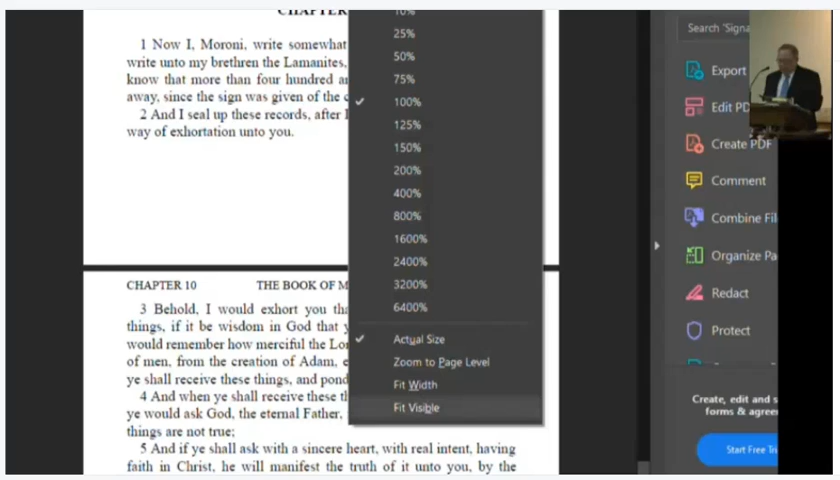 CHAPTER
1 Now I, Moroni, write somewhat
write unto my brethren the Lamanites,
know that more than four hundred
away, since the sign was given of the
2 And I seal up these records, after
way of exhortation unto you.
CHAPTER 10 THE BOOK OF
3 Behold, I would exhort you
things, if it be wisdom in God that
would remember how merciful the
of men, from the creation of Adam,
ye shall receive these things, and
4 And when ye shall receive these
ye would ask God, the eternal Father,
things are not true;
5 And if ye shall ask with a sincere heart, with real intent, having
faith in Christ, he will manifest the truth of it unto you, by the
10%
25%
50%
75%
100%
125%
150%
200%
400%
800%
1600%
2400%
3200%
6400%
Actual Size
Zoom to Page Level
Fit Width
Fit Visible
Search 'Signa
Export
Edit PD
Create PDF
Comment
Combine Fil
Organize Pa
Redact
Protect
Create, edit and s
forms & agree
Start Free Tri